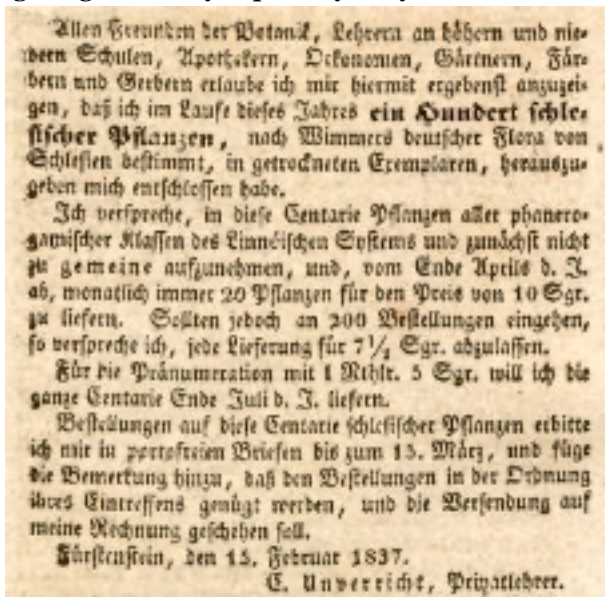 Allen Freunden der Botanik, Lehrern an höhern und nie-
dern Schulen, Apothekern, Oekonomen, Gärtnern, Fär-
bern und Gerbern erlaube ich mir hiermit ergebenst anzuzei-
gen, daß ich im Laufe dieses Jahres ein Hundert schle-
sischer Pflanzen, nach Wimmers deutscher Flora von
Schlesien bestimmt, in getrockneten Exemplaren, herauszu-
geben mich entschlossen habe.
Ich verspreche, in diese Centarie Pflanzen aller phanero-
gamischer Klassen des Linnéischen Systems und zunächst nicht
zu gemeine aufzunehmen, und, vom Ende Aprils d. J.
ab, monatlich immer 20 Pflanzen für den Preis von 10 Sgr.
zu liefern. Sollten jedoch an 200 Bestellungen eingehen,
so verspreche ich, jede Lieferung für 7½ Sgr. abzulassen.
Für die Pränumeration mit 1 Rthlr. 5 Sgr. will ich die
ganze Centarie Ende Juli d. J. liefern.
Bestellungen auf diese Centarie schlesischer Pflanzen erbitte
ich mir in portofreien Briefen bis zum 15. März, und füge
die Bemerkung hinzu, daß den Bestellungen in der Ordnung
ihres Eintreffens genügt werden, und die Versendung auf
meine Rechnung geschehen soll.
Fürstenstein, den 15. Februar 1837.
E. Unverricht, Privatlehrer.